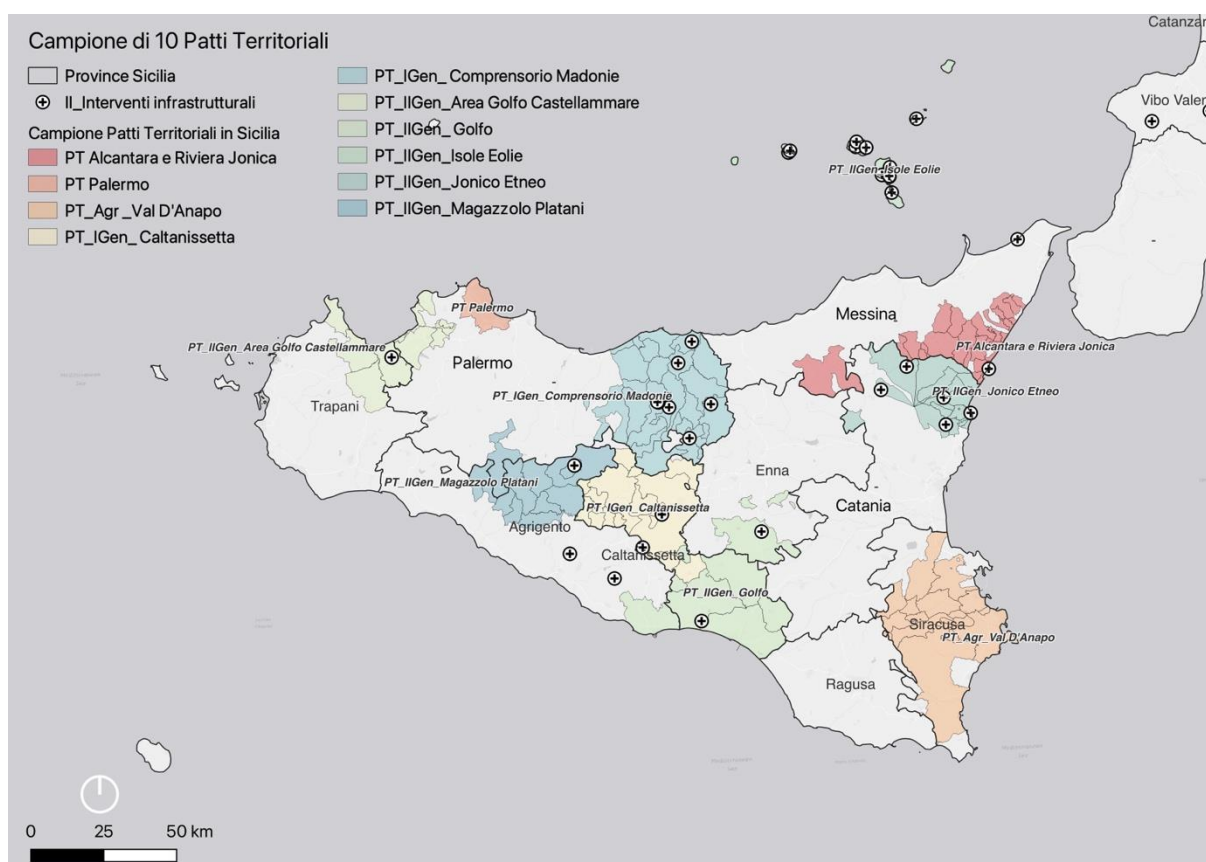 Campione di 10 Patti Territoriali
Province Sicilia
II_Interventi infrastrutturali
Campione Patti Territoriali in Sicilia
PT Alcantara e Riviera Jonica
PT Palermo
PT_Agr _Val D'Anapo
PT_IGen_ Caltanissetta
PT_IGen_ Comprensorio Madonie
PT_IIGen_Area Golfo Castellammare
PT_IIGen_ Golfo
PT_IIGen_Isole Eolie
PT_IIGen_Jonico Etneo
PT_IIGen_Magazzolo Platani
Catanzar
Vibo Valen
PT_IIGen_Isole Eolie
PT Palermo
Messina
PT_IIGen_Area Golfo Castellammare
PT Alcantara e Riviera Jonica
Palermo
PT_IGen_Comprensorio Madonie
PT_IIGen_Jonico Etneo
Trapani
Enna
PT_IIGen_Magazzolo Platani
PT_IGen_Caltanissetta
Catania
Agrigento
Caltanissetta
PT_IIGen_Golfo
Siracusa
PT_Agr_Val D'Anapo
Ragusa
0 25 50 km